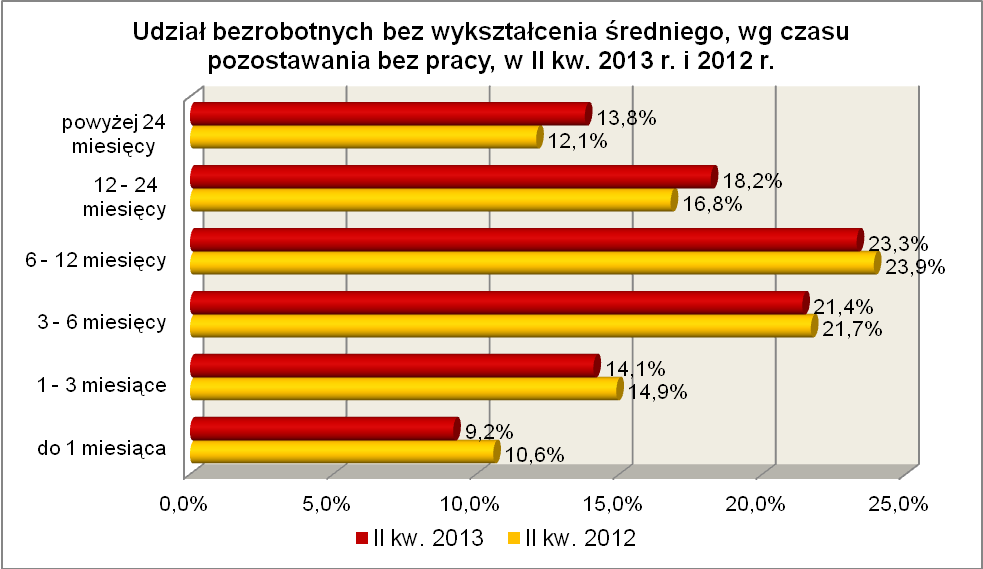 Udział bezrobotnych bez wykształcenia średniego, wg czasu
pozostawania bez pracy, w II kw. 2013 r. i 2012 r.
powyżej 24
miesięcy
13,8%
12,1%
12 - 24
miesięcy
18,2%
16,8%
6 - 12 miesięcy
23,3%
23,9%
3 - 6 miesięcy
21,4%
21,7%
1 - 3 miesiące
14,1%
14,9%
do 1 miesiąca
9,2%
10,6%
0,0% 5,0% 10,0% 15,0% 20,0% 25,0%
II kw. 2013 II kw. 2012